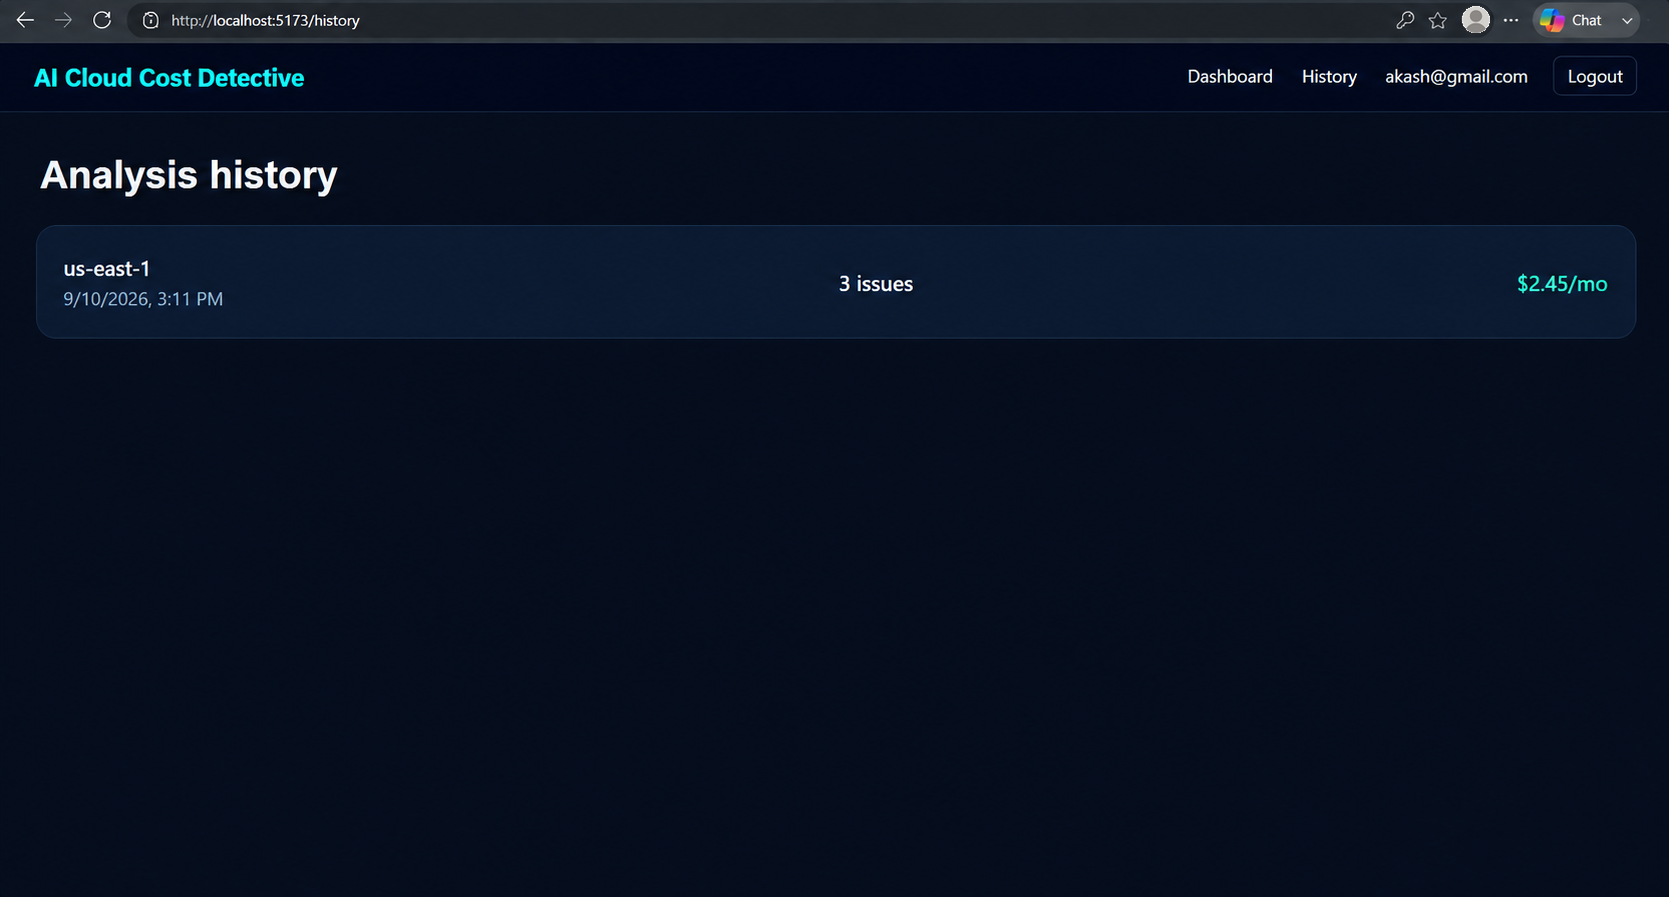 http://localhost:5173/history
Chat
AI Cloud Cost Detective
Dashboard
History
akash@gmail.com
Logout
Analysis history
us-east-1
9/10/2026, 3:11 PM
3 issues
$2.45/mo